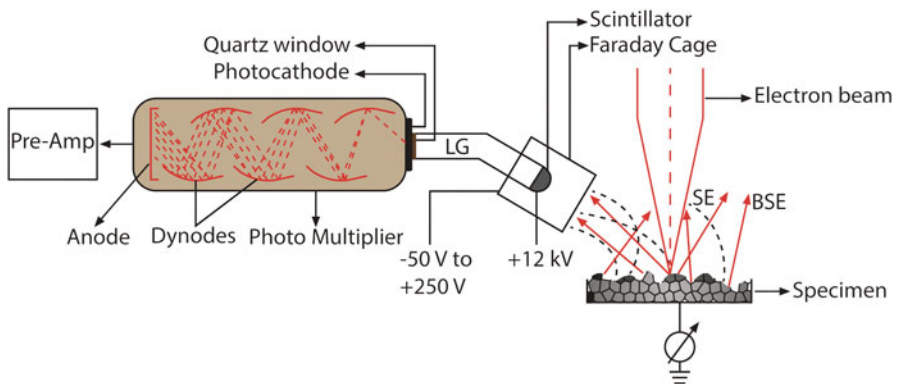 Scintillator
Quartz window
Faraday Cage
Photocathode
Electron beam
Pre-Amp
LG
SE
BSE
Anode
Dynodes
Photo Multiplier
-50 V to
+250 V
+12 kV
Specimen